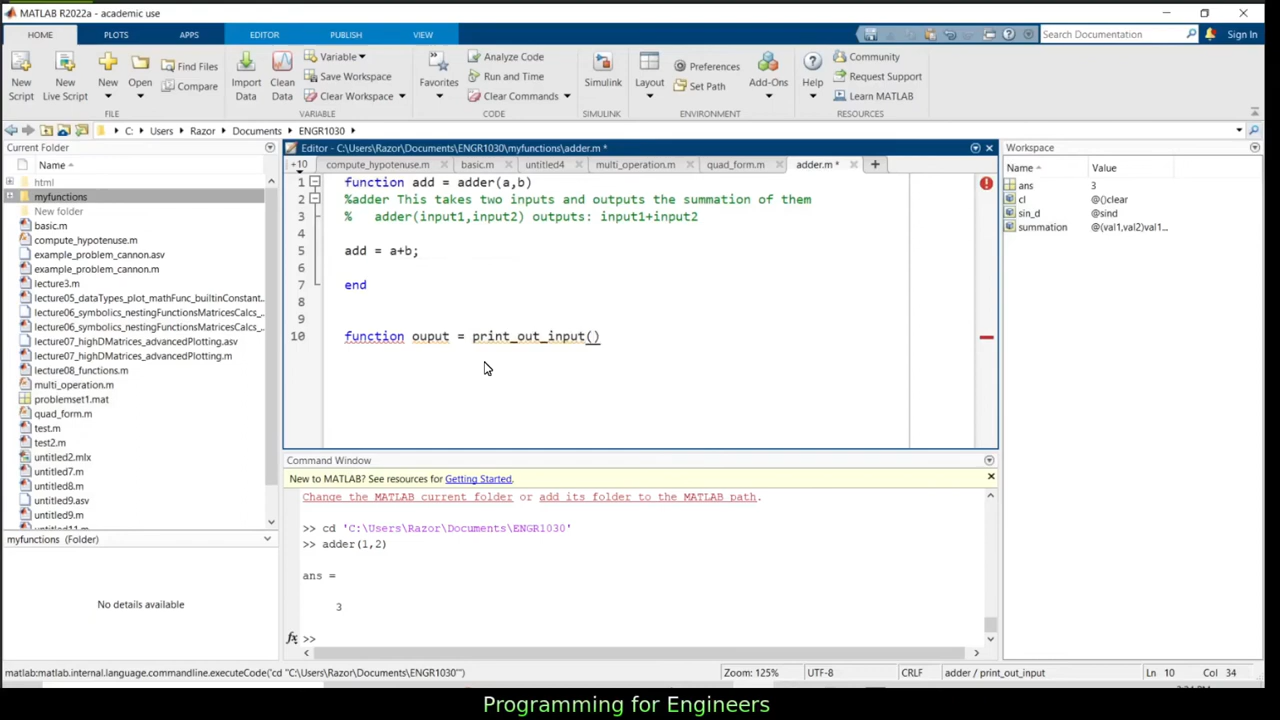 MATLAB R2022a - academic use
HOME PLOTS APPS EDITOR PUBLISH VIEW Search Documentation Sign In
New Script
New Live Script
New
Open
Find Files
Compare
Import Data
Clean Data
Variable
Save Workspace
Clear Workspace
Favorites
Analyze Code
Run and Time
Clear Commands
Simulink
Layout
Preferences
Set Path
Add-Ons
Help
Community
Request Support
Learn MATLAB
FILE VARIABLE CODE SIMULINK ENVIRONMENT RESOURCES
C: Users Razor Documents ENGR1030
Current Folder
Name
html
myfunctions
New folder
basic.m
compute_hypotenuse.m
example_problem_cannon.asv
example_problem_cannon.m
lecture3.m
lecture05_dataTypes_plot_mathFunc_builtinConstant...
lecture06_symbolics_nestingFunctionsMatricesCalcs_...
lecture06_symbolics_nestingFunctionsMatricesCalcs_...
lecture07_highDMatrices_advancedPlotting.asv
lecture07_highDMatrices_advancedPlotting.m
lecture08_functions.m
multi_operation.m
problemset1.mat
quad_form.m
test.m
test2.m
untitled2.mlx
untitled7.m
untitled8.m
untitled9.asv
untitled9.m
untitled11.m
myfunctions (Folder)
No details available
Editor - C:\Users\Razor\Documents\ENGR1030\myfunctions\adder.m *
+10 compute_hypotenuse.m basic.m untitled4 multi_operation.m quad_form.m adder.m *
1 function add = adder(a,b)
2 %adder This takes two inputs and outputs the summation of them
3 % adder(input1,input2) outputs: input1+input2
4
5 add = a+b;
6
7 end
8
9
10 function ouput = print_out_input()
Command Window
New to MATLAB? See resources for Getting Started.
Change the MATLAB current folder or add its folder to the MATLAB path.
>> cd 'C:\Users\Razor\Documents\ENGR1030'
>> adder(1,2)
ans =
3
fx >>
Workspace
Name Value
ans 3
cl @()clear
sin_d @sind
summation @(val1,val2)val1...
matlab:matlab.internal.language.commandline.executeCode('cd "C:\Users\Razor\Documents\ENGR1030"')
Zoom: 125% UTF-8 CRLF adder / print_out_input Ln 10 Col 34
Programming for Engineers